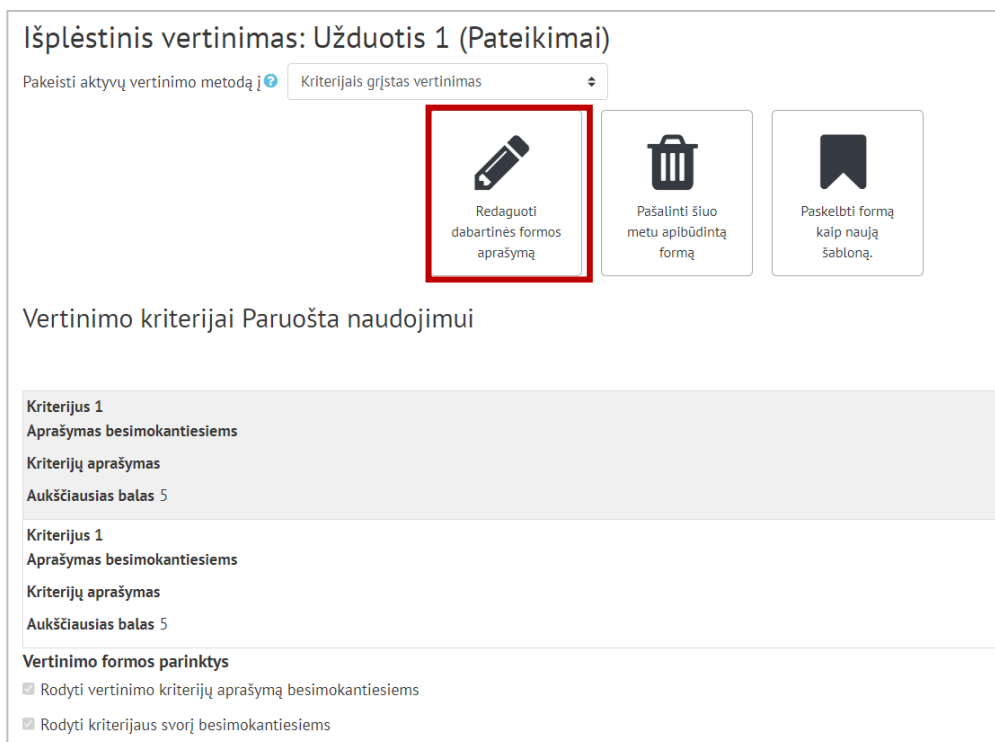 Išplėstinis vertinimas: Užduotis 1 (Pateikimai)
Pakeisti aktyvų vertinimo metodą į ? Kriterijais grįstas vertinimas
Redaguoti
dabartinės formos
aprašymą
Pašalinti šiuo
metu apibūdintą
formą
Paskelbti formą
kaip naują
šabloną.
Vertinimo kriterijai Paruošta naudojimui
Kriterijus 1
Aprašymas besimokantiesiems
Kriterijų aprašymas
Aukščiausias balas 5
Kriterijus 1
Aprašymas besimokantiesiems
Kriterijų aprašymas
Aukščiausias balas 5
Vertinimo formos parinktys
Rodyti vertinimo kriterijų aprašymą besimokantiesiems
Rodyti kriterijaus svorį besimokantiesiems